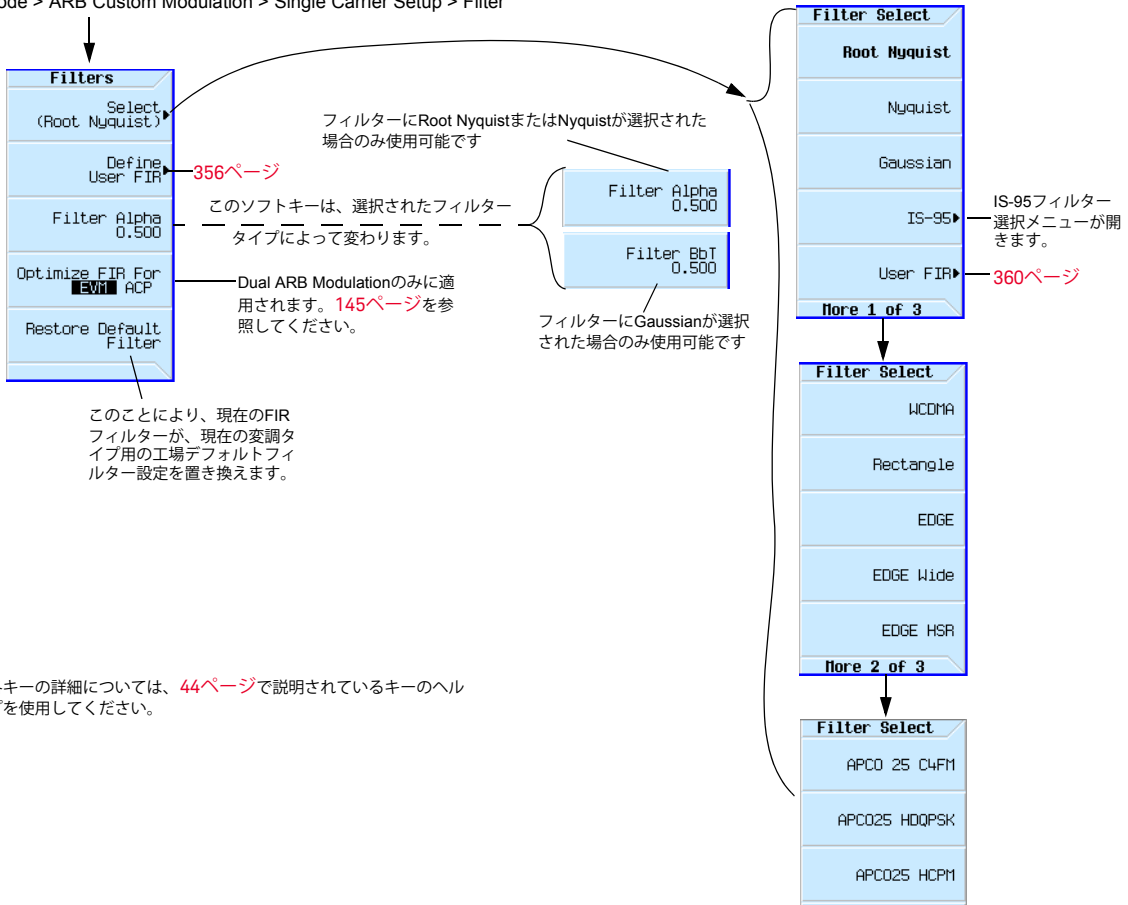 ode > ARB Custom Modulation > Single Carrier Setup > Filter
Filters
Select
(Root Nyquist)
Define
User FIR
356ページ
Filter Alpha
0.500
このソフトキーは、選択されたフィルター
タイプによって変わります。
Optimize FIR For
EVM ACP
Dual ARB Modulationのみに適
用されます。145ページを参
照してください。
Restore Default
Filter
このことにより、現在のFIR
フィルターが、現在の変調タ
イプ用の工場デフォルトフィ
ルター設定を置き換えます。
フィルターにRoot NyquistまたはNyquistが選択された
場合のみ使用可能です
Filter Alpha
0.500
Filter BbT
0.500
フィルターにGaussianが選択
された場合のみ使用可能です
Filter Select
Root Nyquist
Nyquist
Gaussian
IS-95
IS-95フィルター
選択メニューが開
きます。
User FIR
360ページ
More 1 of 3
Filter Select
WCDMA
Rectangle
EDGE
EDGE Wide
EDGE HSR
More 2 of 3
Filter Select
APCO 25 C4FM
APCO25 HDQPSK
APCO25 HCPM
キーの詳細については、44ページで説明されているキーのヘル
プを使用してください。